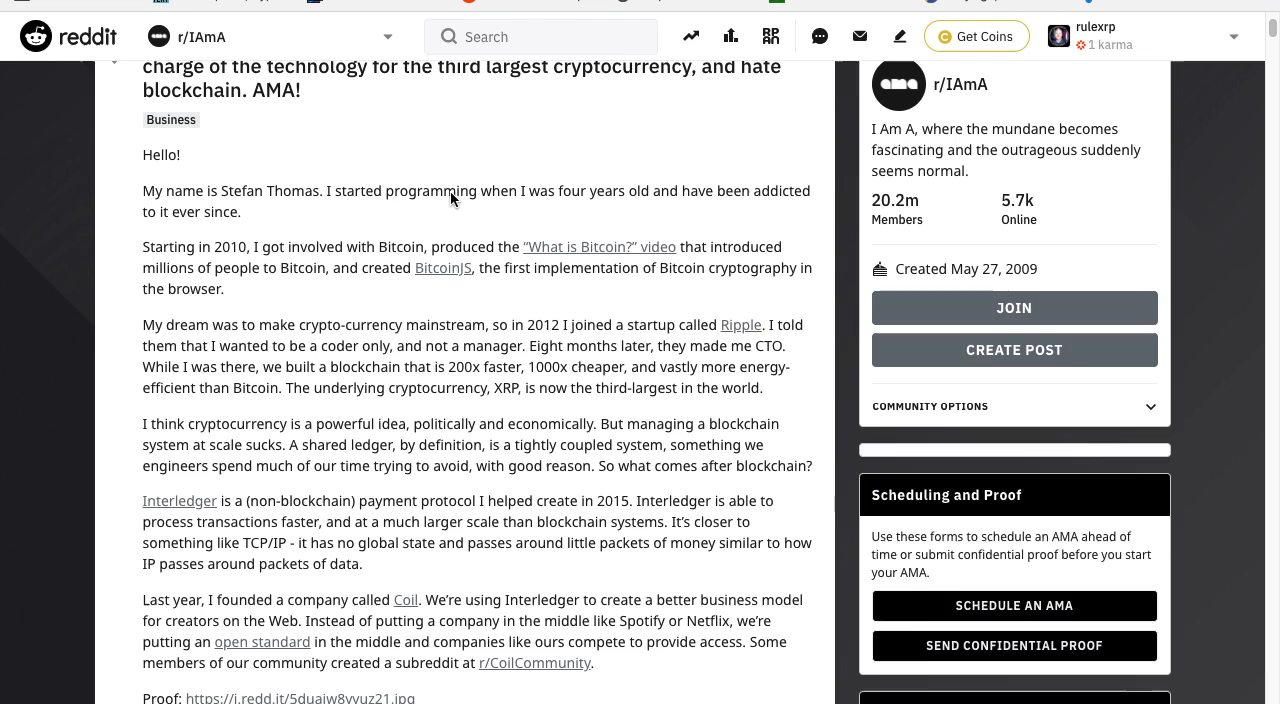 reddit
r/IAmA
Search
Get Coins
rulexrp
1 karma
charge of the technology for the third largest cryptocurrency, and hate
blockchain. AMA!
Business
Hello!
My name is Stefan Thomas. I started programming when I was four years old and have been addicted
to it ever since.
Starting in 2010, I got involved with Bitcoin, produced the “What is Bitcoin?” video that introduced
millions of people to Bitcoin, and created BitcoinJS, the first implementation of Bitcoin cryptography in
the browser.
My dream was to make crypto-currency mainstream, so in 2012 I joined a startup called Ripple. I told
them that I wanted to be a coder only, and not a manager. Eight months later, they made me CTO.
While I was there, we built a blockchain that is 200x faster, 1000x cheaper, and vastly more energy-
efficient than Bitcoin. The underlying cryptocurrency, XRP, is now the third-largest in the world.
I think cryptocurrency is a powerful idea, politically and economically. But managing a blockchain
system at scale sucks. A shared ledger, by definition, is a tightly coupled system, something we
engineers spend much of our time trying to avoid, with good reason. So what comes after blockchain?
Interledger is a (non-blockchain) payment protocol I helped create in 2015. Interledger is able to
process transactions faster, and at a much larger scale than blockchain systems. It’s closer to
something like TCP/IP - it has no global state and passes around little packets of money similar to how
IP passes around packets of data.
Last year, I founded a company called Coil. We’re using Interledger to create a better business model
for creators on the Web. Instead of putting a company in the middle like Spotify or Netflix, we’re
putting an open standard in the middle and companies like ours compete to provide access. Some
members of our community created a subreddit at r/CoilCommunity.
Proof:
ama
r/IAmA
I Am A, where the mundane becomes
fascinating and the outrageous suddenly
seems normal.
20.2m
5.7k
Members
Online
Created May 27, 2009
JOIN
CREATE POST
COMMUNITY OPTIONS
Scheduling and Proof
Use these forms to schedule an AMA ahead of
time or submit confidential proof before you start
your AMA.
SCHEDULE AN AMA
SEND CONFIDENTIAL PROOF